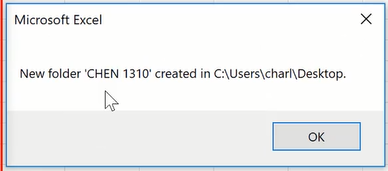 Microsoft Excel
New folder 'CHEN 1310' created in C:\Users\charl\Desktop.
OK